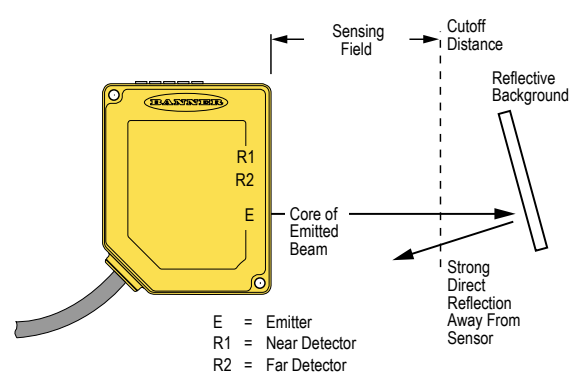 Sensing
Field
Cutoff
Distance
Reflective
Background
BANNER
R1
R2
E
Core of
Emitted
Beam
Strong
Direct
Reflection
Away From
Sensor
E = Emitter
R1 = Near Detector
R2 = Far Detector